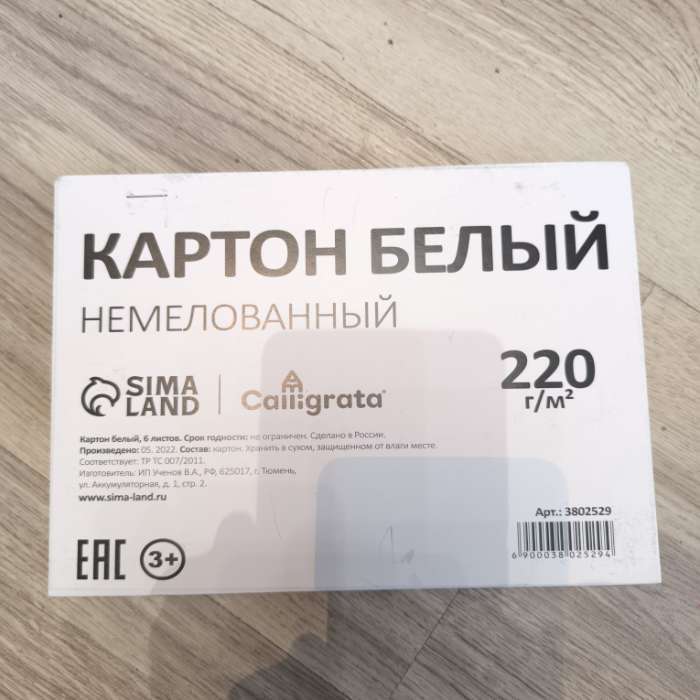 КАРТОН БЕЛЫЙ
НЕМЕЛОВАННЫЙ
SIMA
LAND
Calligrata
220
г/м²
Картон белый, 6 листов. Срок годности: не ограничен. Сделано в России.
Произведено: 05. 2022. Состав: картон. Хранить в сухом, защищенном от влаги месте.
Соответствует: ТР ТС 007/2011.
Изготовитель: ИП Ученов В.А., РФ, 625017, г. Тюмень,
ул. Аккумуляторная, д. 1, стр. 2.
www.sima-land.ru
Арт.: 3802529
6 900038 025294
EAC
3+